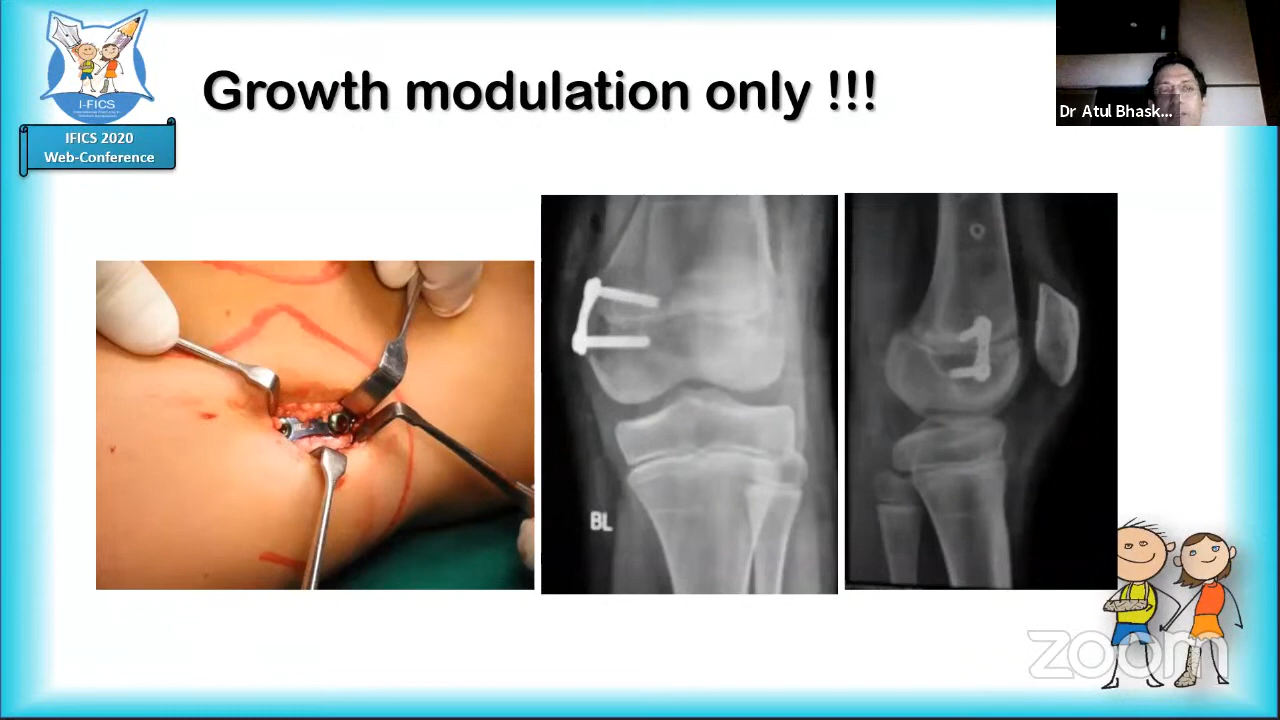 Growth modulation only !!!
I-FICS
IFICS 2020
Web-Conference
Dr Atul Bhask...
BL
zoom